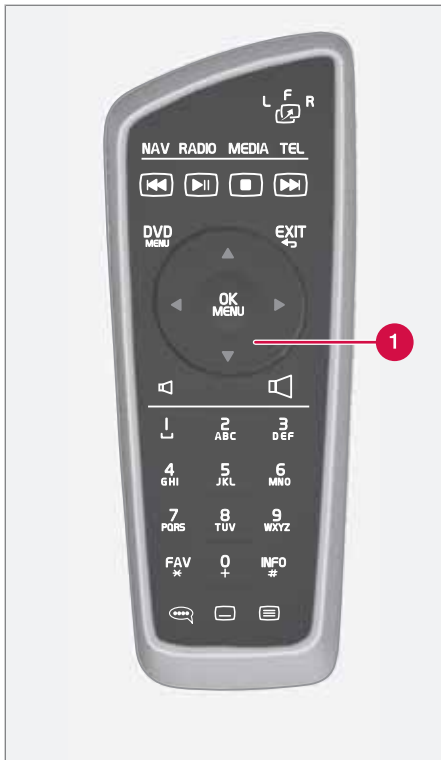 L F R
NAV RADIO MEDIA TEL
DVD EXIT
MENU
OK
MENU
1
1 2 3
ABC DEF
4 5 6
GHI JKL MNO
7 8 9
PQRS TUV WXYZ
FAV 0 INFO
* + #